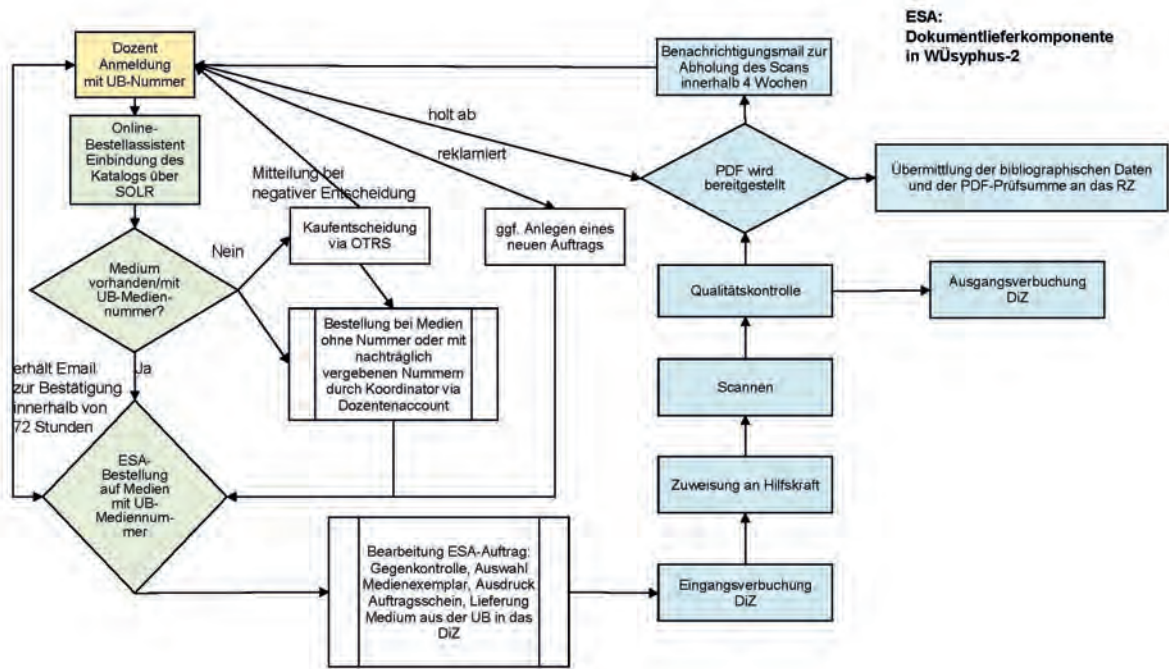 ESA:
Dokumentlieferkomponente
in WÜsyphus-2
Dozent
Anmeldung
mit UB-Nummer
Benachrichtigungsmail zur
Abholung des Scans
innerhalb 4 Wochen
Online-
Bestellassistent
Einbindung des
Katalogs über
SOLR
holt ab
reklamiert
Mitteilung bei
negativer Entscheidung
PDF wird
bereitgestellt
Übermittlung der bibliographischen Daten
und der PDF-Prüfsumme an das RZ
Nein
Kaufentscheidung
via OTRS
ggf. Anlegen eines
neuen Auftrags
Medium
vorhanden/mit
UB-Medien-
nummer?
Qualitätskontrolle
Ausgangsverbuchung
DiZ
Bestellung bei Medien
ohne Nummer oder mit
nachträglich
vergebenen Nummern
durch Koordinator via
Dozentenaccount
erhält Email
zur Bestätigung
innerhalb von
72 Stunden
Ja
Scannen
ESA-
Bestellung
auf Medien
mit UB-
Mediennum-
mer
Zuweisung an Hilfskraft
Bearbeitung ESA-Auftrag:
Gegenkontrolle, Auswahl
Medienexemplar, Ausdruck
Auftragsschein, Lieferung
Medium aus der UB in das
DiZ
Eingangsverbuchung
DiZ